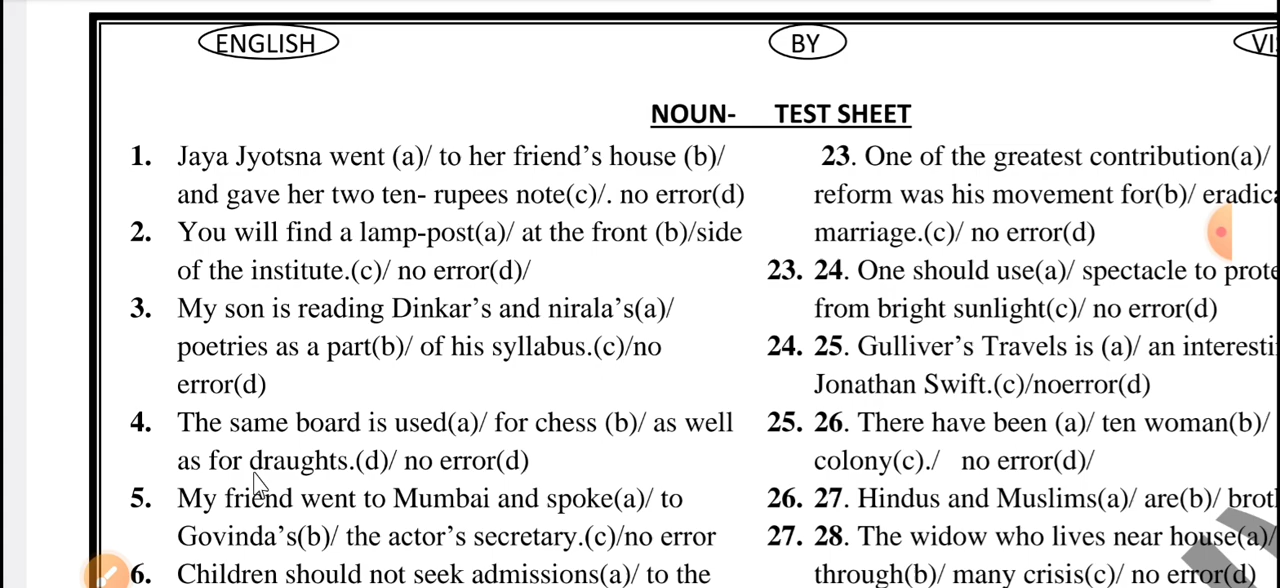 ENGLISH BY
NOUN- TEST SHEET
1. Jaya Jyotsna went (a)/ to her friend’s house (b)/
and gave her two ten- rupees note(c)/. no error(d)
2. You will find a lamp-post(a)/ at the front (b)/side
of the institute.(c)/ no error(d)/
3. My son is reading Dinkar’s and nirala’s(a)/
poetries as a part(b)/ of his syllabus.(c)/no
error(d)
4. The same board is used(a)/ for chess (b)/ as well
as for draughts.(d)/ no error(d)
5. My friend went to Mumbai and spoke(a)/ to
Govinda’s(b)/ the actor’s secretary.(c)/no error
6. Children should not seek admissions(a)/ to the
23. One of the greatest contribution(a)/
reform was his movement for(b)/
marriage.(c)/ no error(d)
23. 24. One should use(a)/ spectacle to
from bright sunlight(c)/ no error(d)
24. 25. Gulliver’s Travels is (a)/ an
Jonathan Swift.(c)/noerror(d)
25. 26. There have been (a)/ ten woman(b)/
colony(c)./ no error(d)/
26. 27. Hindus and Muslims(a)/ are(b)/
27. 28. The widow who lives near house(a)/
through(b)/ many crisis(c)/ no error(d)